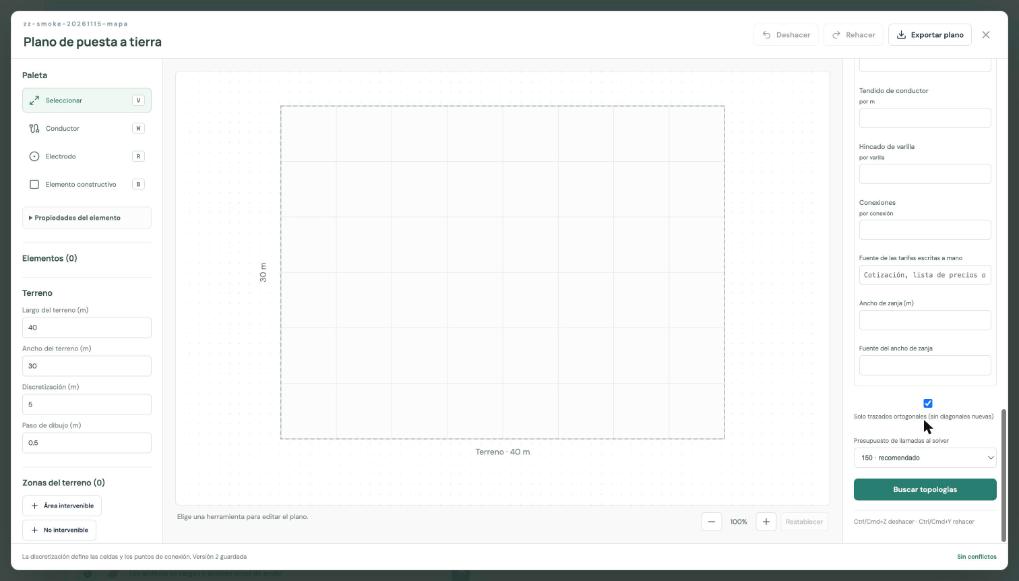 zz-smoke-20261115-mapa
Plano de puesta a tierra
Deshacer
Rehacer
Exportar plano
Paleta
Seleccionar
V
Conductor
W
Electrodo
R
Elemento constructivo
B
Propiedades del elemento
Elementos (0)
Terreno
Largo del terreno (m)
40
Ancho del terreno (m)
30
Discretización (m)
5
Paso de dibujo (m)
0.5
Zonas del terreno (0)
+ Área intervenible
+ No intervenible
30 m
Terreno · 40 m
Elige una herramienta para editar el plano.
100%
Restablecer
Tendido de conductor
por m
Hincado de varilla
por varilla
Conexiones
por conexión
Fuente de las tarifas escritas a mano
Cotización, lista de precios o
Ancho de zanja (m)
Fuente del ancho de zanja
Solo trazados ortogonales (sin diagonales nuevas)
Presupuesto de llamadas al solver
150 · recomendado
Buscar topologías
Ctrl/Cmd+Z deshacer · Ctrl/Cmd+Y rehacer
La discretización define las celdas y los puntos de conexión. Versión 2 guardada
Sin conflictos